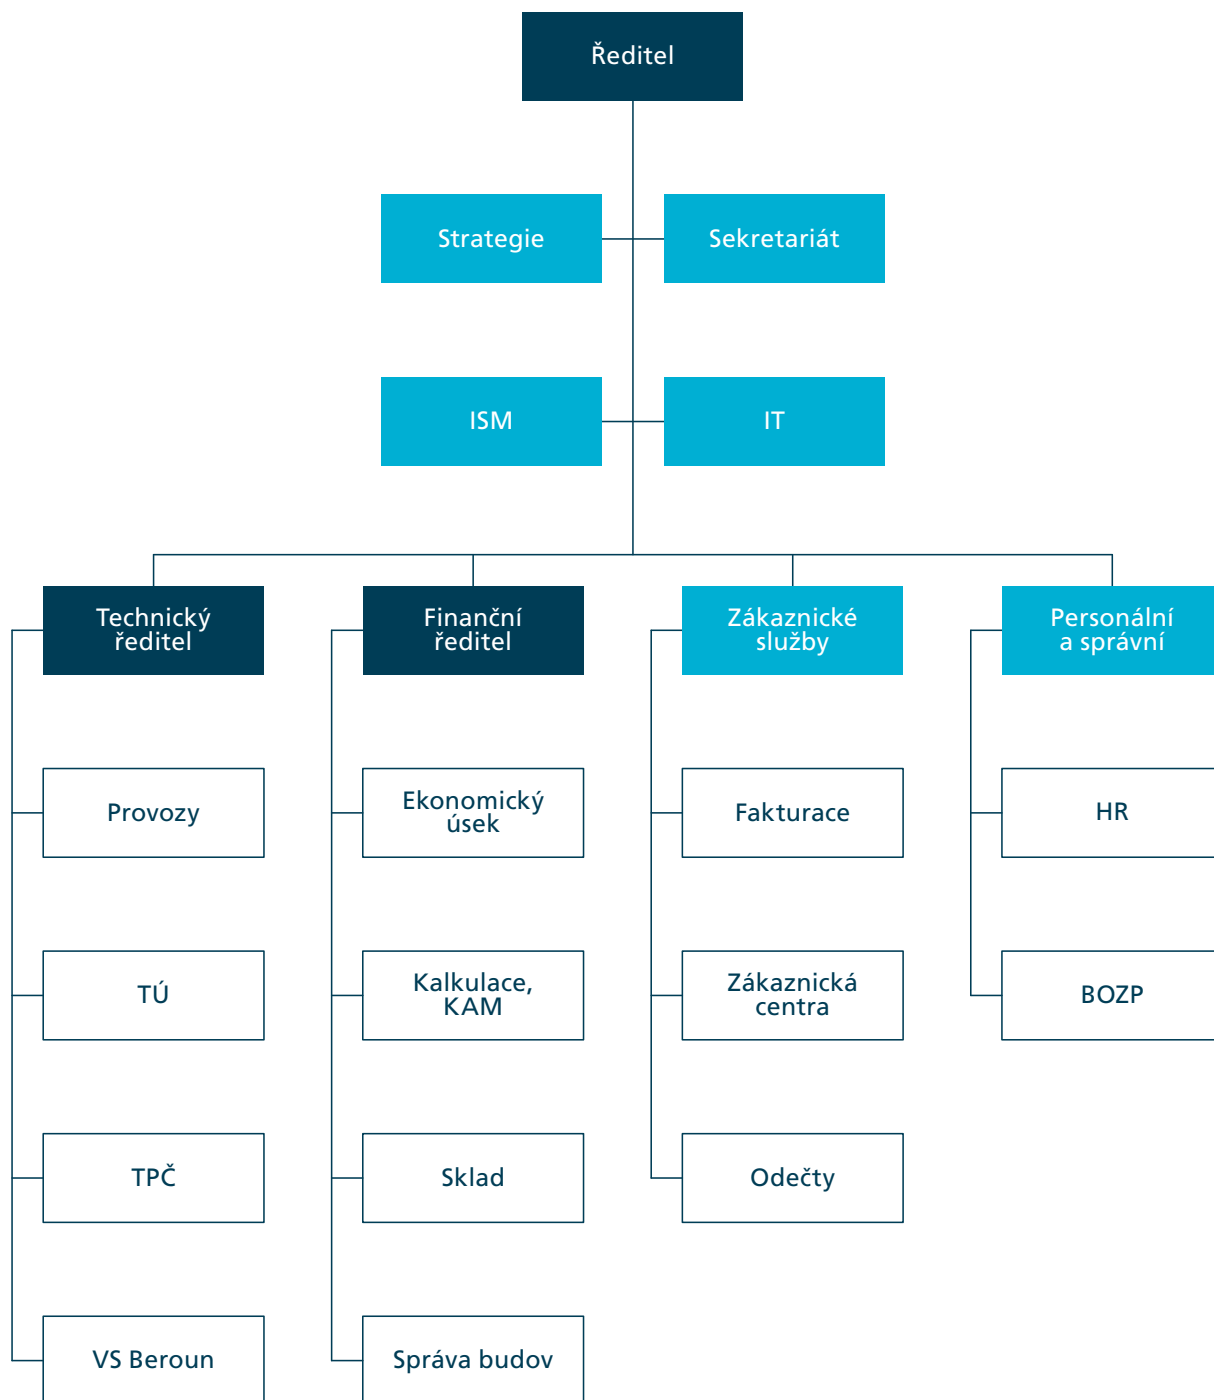 Ředitel
Strategie
Sekretariát
ISM
IT
Technický
ředitel
Finanční
ředitel
Zákaznické
služby
Personální
a správní
Provozy
Ekonomický
úsek
Fakturace
HR
TÚ
Kalkulace,
KAM
Zákaznická
centra
BOZP
TPČ
Sklad
Odečty
VS Beroun
Správa budov